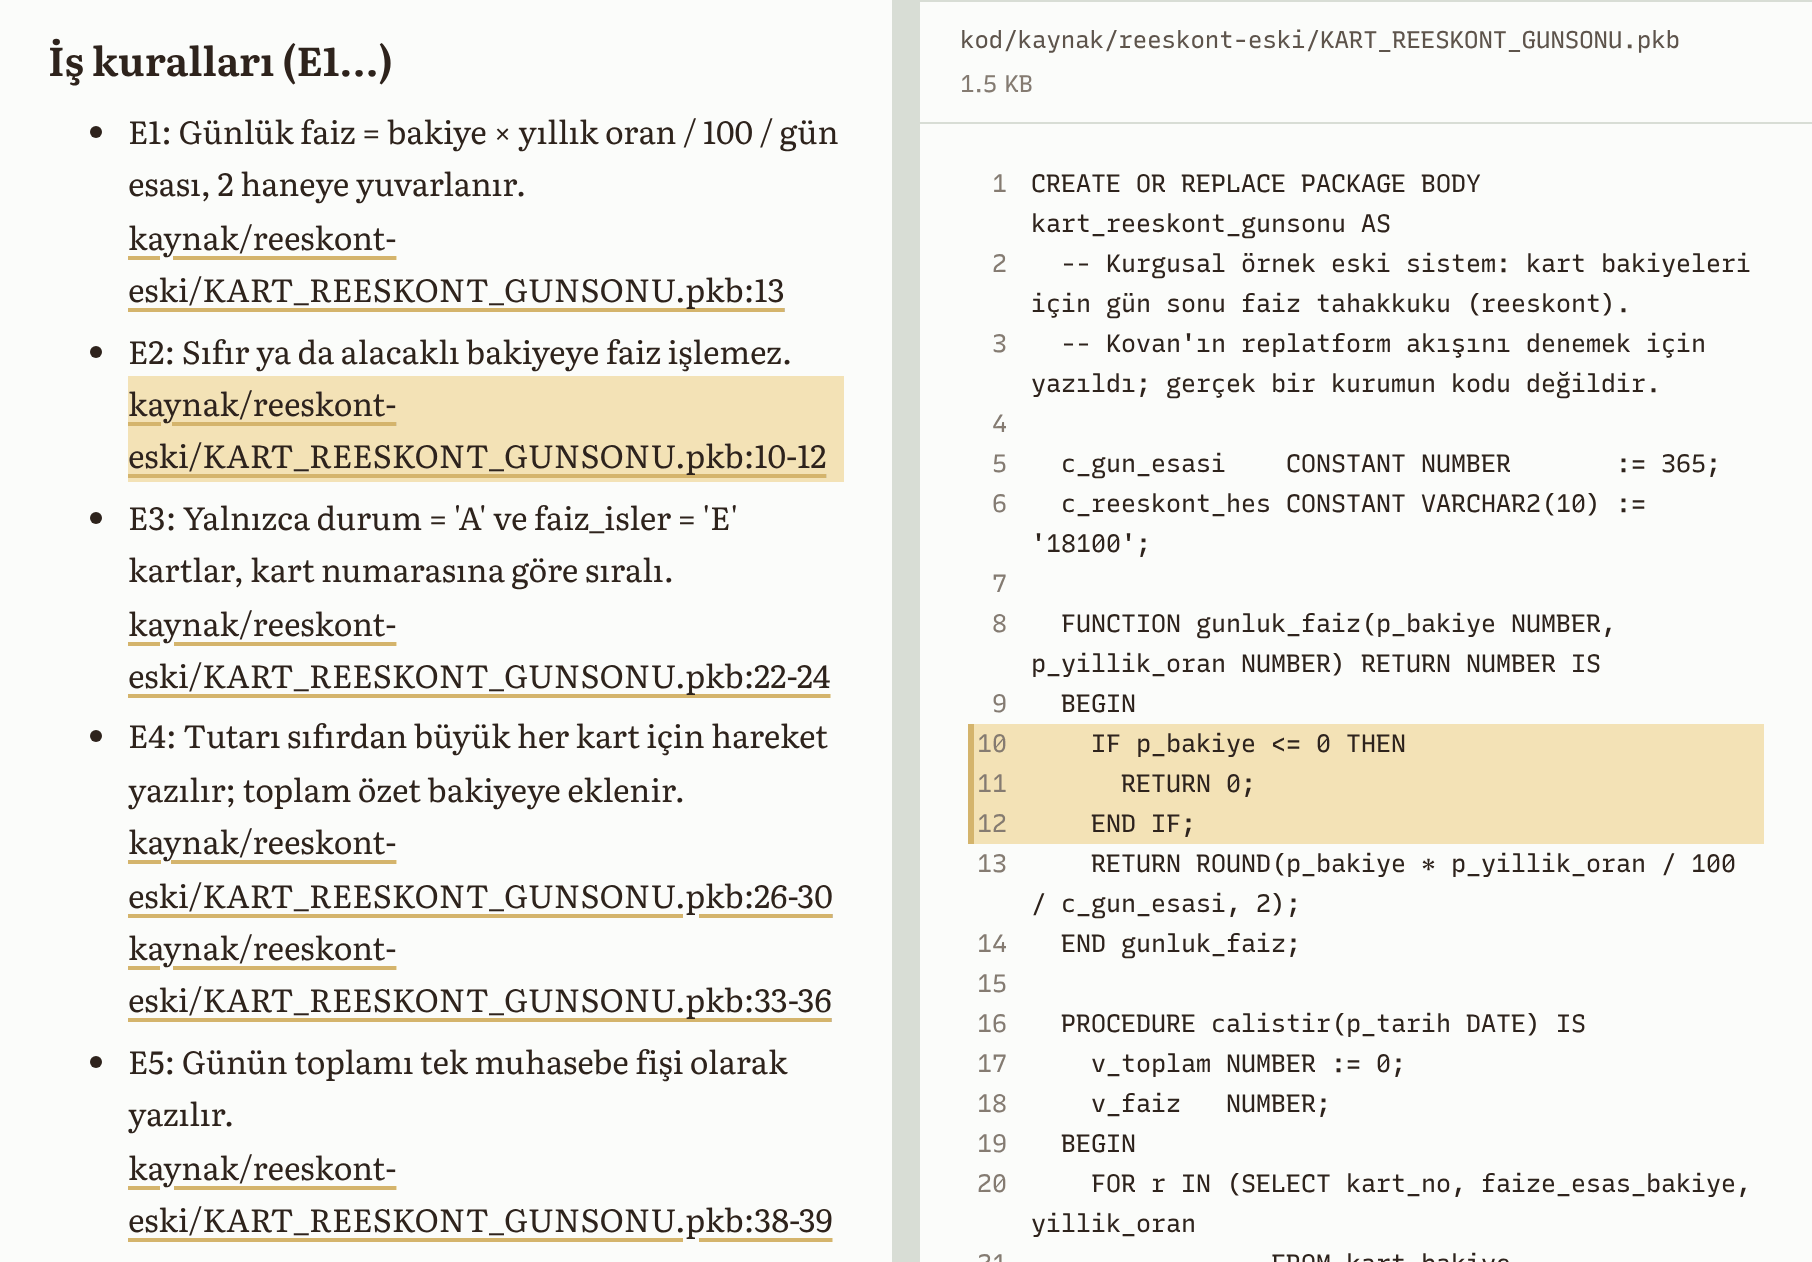 İş kuralları (E1...)
E1: Günlük faiz = bakiye × yıllık oran / 100 / gün
esası, 2 haneye yuvarlanır.
kaynak/reeskont-
eski/KART_REESKONT_GUNSONU.pkb:13
E2: Sıfır ya da alacaklı bakiyeye faiz işlemez.
kaynak/reeskont-
eski/KART_REESKONT_GUNSONU.pkb:10-12
E3: Yalnızca durum = 'A' ve faiz_isler = 'E'
kartlar, kart numarasına göre sıralı.
kaynak/reeskont-
eski/KART_REESKONT_GUNSONU.pkb:22-24
E4: Tutarı sıfırdan büyük her kart için hareket
yazılır; toplam özet bakiyeye eklenir.
kaynak/reeskont-
eski/KART_REESKONT_GUNSONU.pkb:26-30
kaynak/reeskont-
eski/KART_REESKONT_GUNSONU.pkb:33-36
E5: Günün toplamı tek muhasebe fişi olarak
yazılır.
kaynak/reeskont-
eski/KART_REESKONT_GUNSONU.pkb:38-39
kod/kaynak/reeskont-eski/KART_REESKONT_GUNSONU.pkb
1.5 KB
1 CREATE OR REPLACE PACKAGE BODY
kart_reeskont_gunsonu AS
2 -- Kurgusal örnek eski sistem: kart bakiyeleri
için gün sonu faiz tahakkuku (reeskont).
3 -- Kovan'ın replatform akışını denemek için
yazıldı; gerçek bir kurumun kodu değildir.
4
5 c_gun_esasi CONSTANT NUMBER := 365;
6 c_reeskont_hes CONSTANT VARCHAR2(10) :=
'18100';
7
8 FUNCTION gunluk_faiz(p_bakiye NUMBER,
p_yillik_oran NUMBER) RETURN NUMBER IS
9 BEGIN
10 IF p_bakiye <= 0 THEN
11 RETURN 0;
12 END IF;
13 RETURN ROUND(p_bakiye * p_yillik_oran / 100
/ c_gun_esasi, 2);
14 END gunluk_faiz;
15
16 PROCEDURE calistir(p_tarih DATE) IS
17 v_toplam NUMBER := 0;
18 v_faiz NUMBER;
19 BEGIN
20 FOR r IN (SELECT kart_no, faize_esas_bakiye,
yillik_oran
21 FROM kart_bakiye